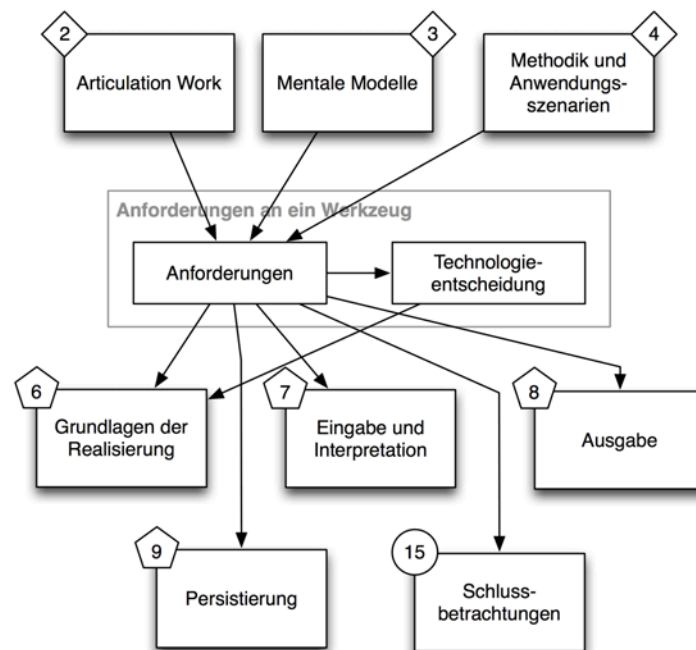 2
Articulation Work
3
Mentale Modelle
4
Methodik und
Anwendungs-
szenarien
Anforderungen an ein Werkzeug
Anforderungen
Technologie-
entscheidung
6
Grundlagen der
Realisierung
7
Eingabe und
Interpretation
8
Ausgabe
9
Persistierung
15
Schluss-
betrachtungen